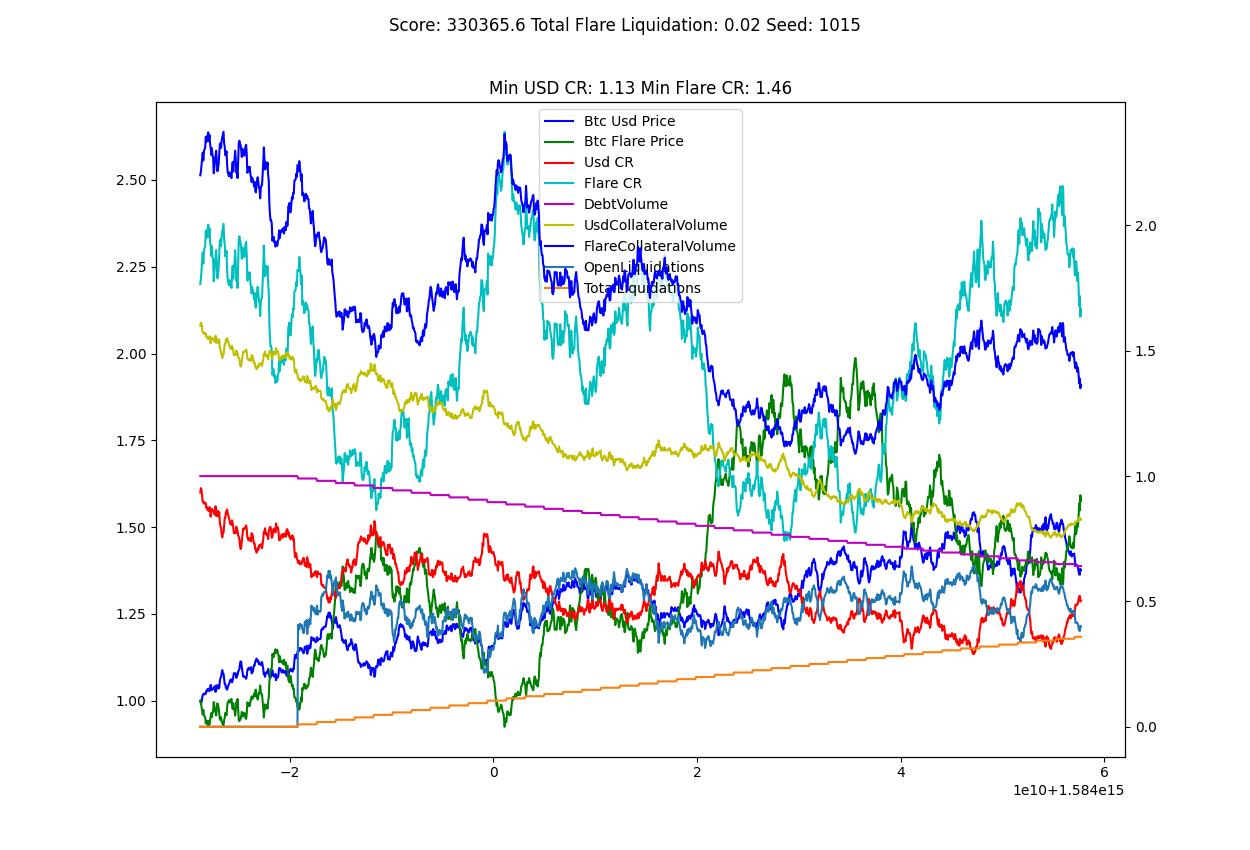 Score: 330365.6 Total Flare Liquidation: 0.02 Seed: 1015
Min USD CR: 1.13 Min Flare CR: 1.46
Btc Usd Price
Btc Flare Price
Usd CR
Flare CR
DebtVolume
UsdCollateralVolume
FlareCollateralVolume
OpenLiquidations
TotalLiquidations
2.50
2.25
2.00
1.75
1.50
1.25
1.00
2.0
1.5
1.0
0.5
0.0
−2
0
2
4
6
1e10+1.584e15